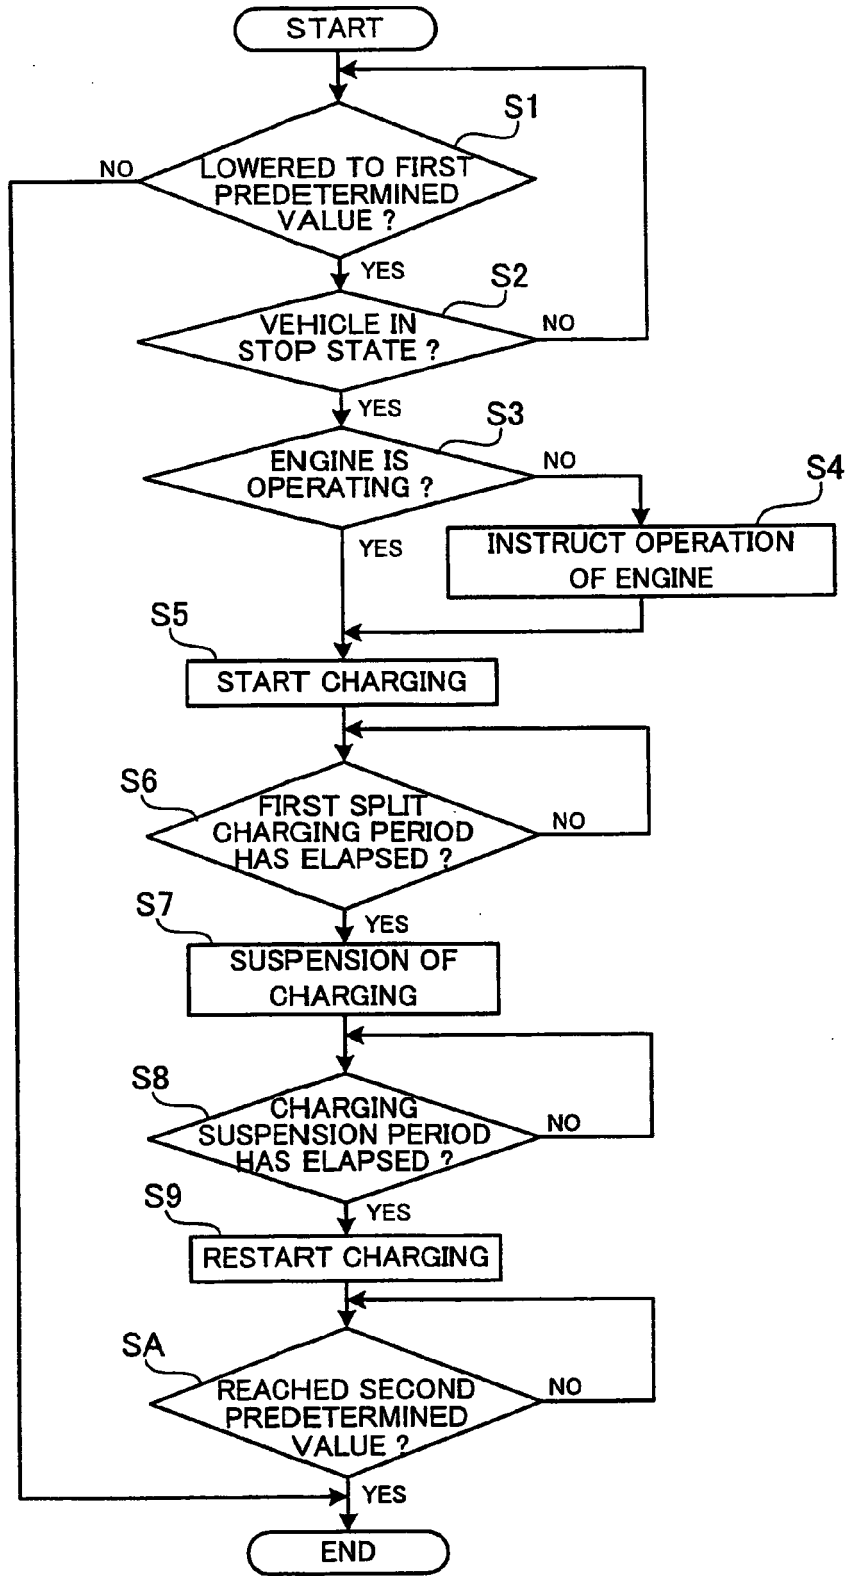 START
S1
NO
LOWERED TO FIRST
PREDETERMINED
VALUE ?
YES
S2
VEHICLE IN
STOP STATE ?
NO
YES
S3
ENGINE IS
OPERATING ?
NO
S4
YES
INSTRUCT OPERATION
OF ENGINE
S5
START CHARGING
S6
FIRST SPLIT
CHARGING PERIOD
HAS ELAPSED ?
NO
YES
S7
SUSPENSION OF
CHARGING
S8
CHARGING
SUSPENSION PERIOD
HAS ELAPSED ?
NO
YES
S9
RESTART CHARGING
SA
REACHED SECOND
PREDETERMINED
VALUE ?
NO
YES
END